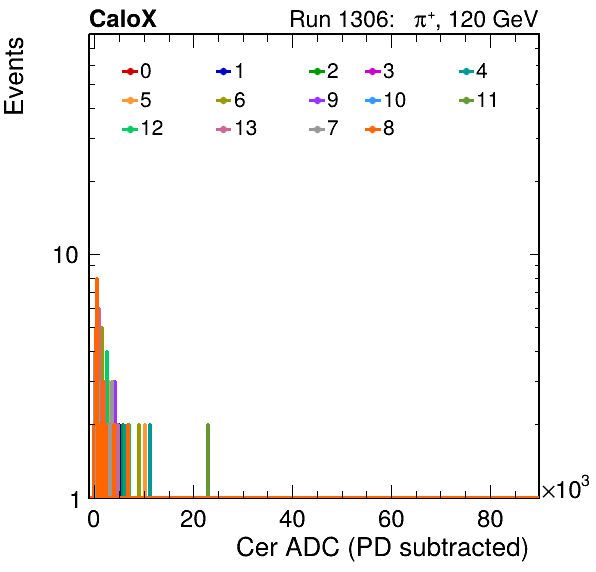 CaloX Run 1306: π⁺, 120 GeV
Events
0 1 2 3 4
5 6 9 10 11
12 13 7 8
10
1
0 20 40 60 80
×10³
Cer ADC (PD subtracted)